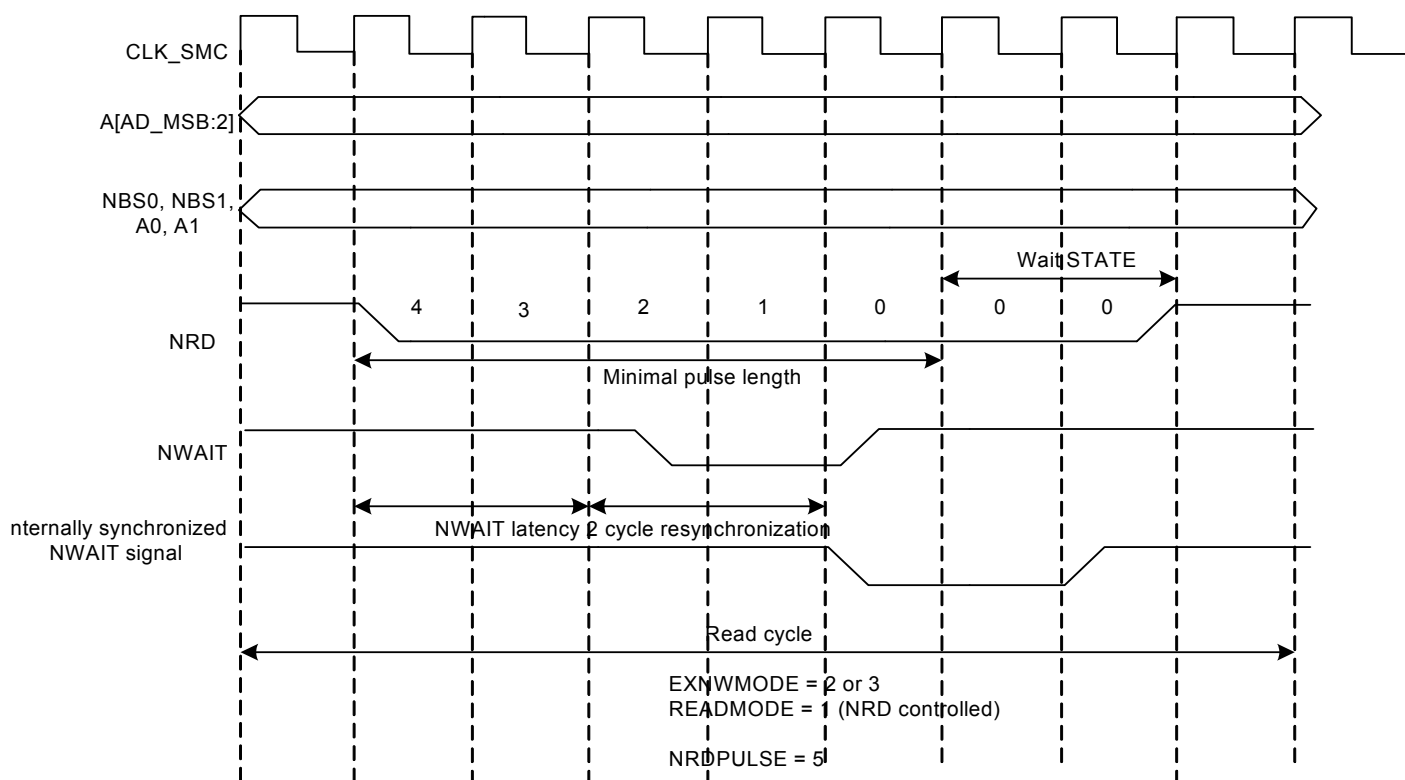 CLK_SMC
A[AD_MSB:2]
NBS0, NBS1,
A0, A1
Wait STATE
4 3 2 1 0 0 0
NRD
Minimal pulse length
NWAIT
NWAIT latency 2 cycle resynchronization
nternally synchronized
NWAIT signal
Read cycle
EXNWMODE = 2 or 3
READMODE = 1 (NRD controlled)
NRDPULSE = 5